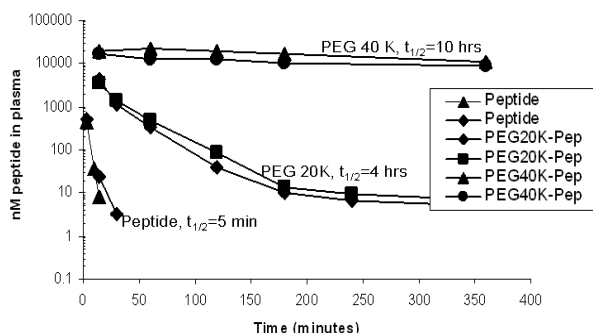 100000
10000
1000
100
10
1
0.1
nM peptide in plasma
PEG 40 K, t1/2=10 hrs
PEG 20K, t1/2=4 hrs
Peptide, t1/2=5 min
Peptide
Peptide
PEG20K-Pep
PEG20K-Pep
PEG40K-Pep
PEG40K-Pep
0 50 100 150 200 250 300 350 400
Time (minutes)